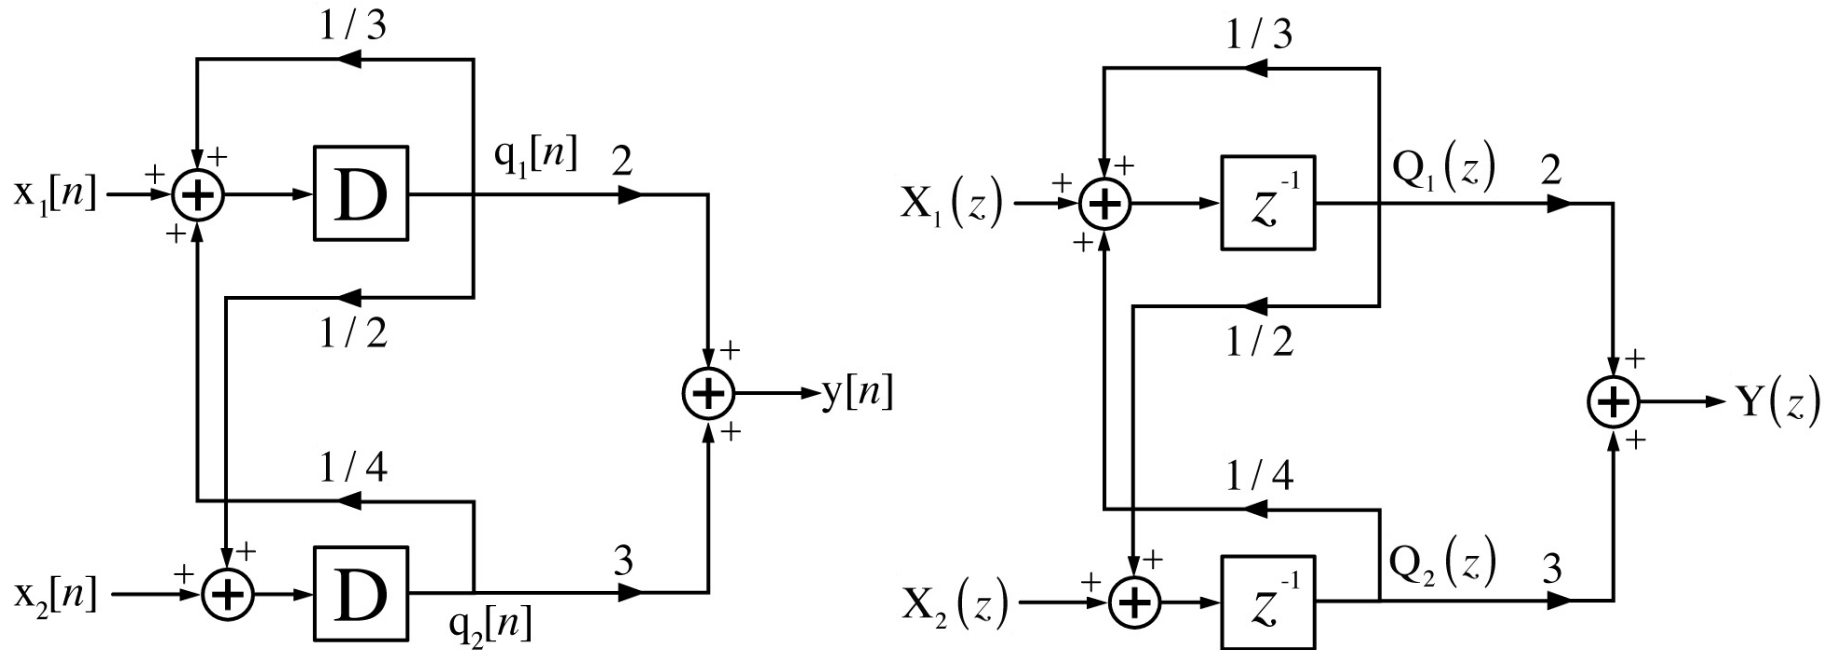 1/3
x₁[n]
+
+
+
D
q₁[n]
2
1/2
+
+
y[n]
1/4
x₂[n]
+
+
D
q₂[n]
3
1/3
X₁(z)
+
+
+
z⁻¹
Q₁(z)
2
1/2
+
+
Y(z)
1/4
X₂(z)
+
+
z⁻¹
Q₂(z)
3